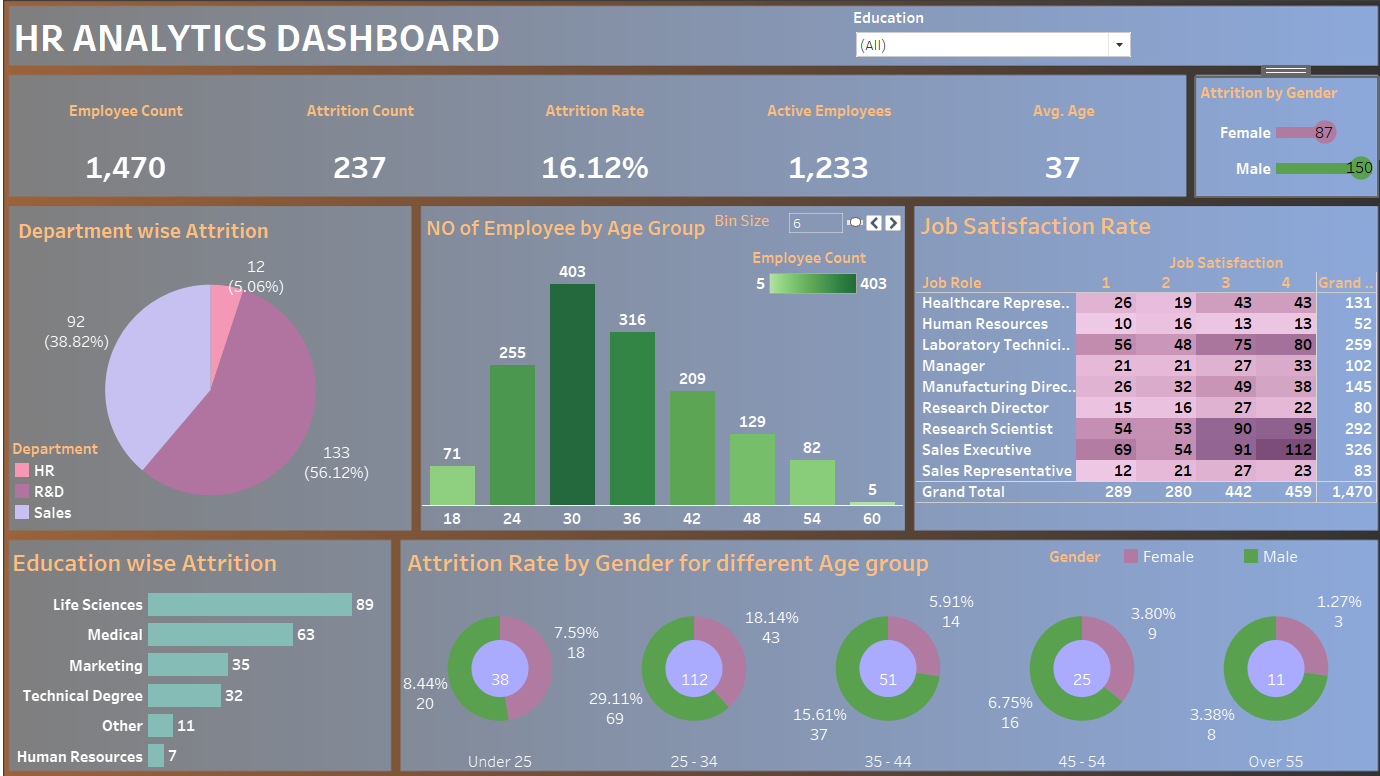 HR ANALYTICS DASHBOARD
Education
(All)
Employee Count
1,470
Attrition Count
237
Attrition Rate
16.12%
Active Employees
1,233
Avg. Age
37
Attrition by Gender
Female 87
Male 150
Department wise Attrition
12
(5.06%)
92
(38.82%)
133
(56.12%)
Department
HR
R&D
Sales
NO of Employee by Age Group
Bin Size
6
Employee Count
5 403
71 255 403 316 209 129 82 5
18 24 30 36 42 48 54 60
Job Satisfaction Rate
Job Satisfaction
Job Role 1 2 3 4 Grand ..
Healthcare Represe.. 26 19 43 43 131
Human Resources 10 16 13 13 52
Laboratory Technici.. 56 48 75 80 259
Manager 21 21 27 33 102
Manufacturing Direc.. 26 32 49 38 145
Research Director 15 16 27 22 80
Research Scientist 54 53 90 95 292
Sales Executive 69 54 91 112 326
Sales Representative 12 21 27 23 83
Grand Total 289 280 442 459 1,470
Education wise Attrition
Life Sciences 89
Medical 63
Marketing 35
Technical Degree 32
Other 11
Human Resources 7
Attrition Rate by Gender for different Age group
Gender
Female
Male
7.59%
18
38
8.44%
20
Under 25
18.14%
43
112
29.11%
69
25 - 34
5.91%
14
51
15.61%
37
35 - 44
3.80%
9
25
6.75%
16
45 - 54
1.27%
3
11
3.38%
8
Over 55